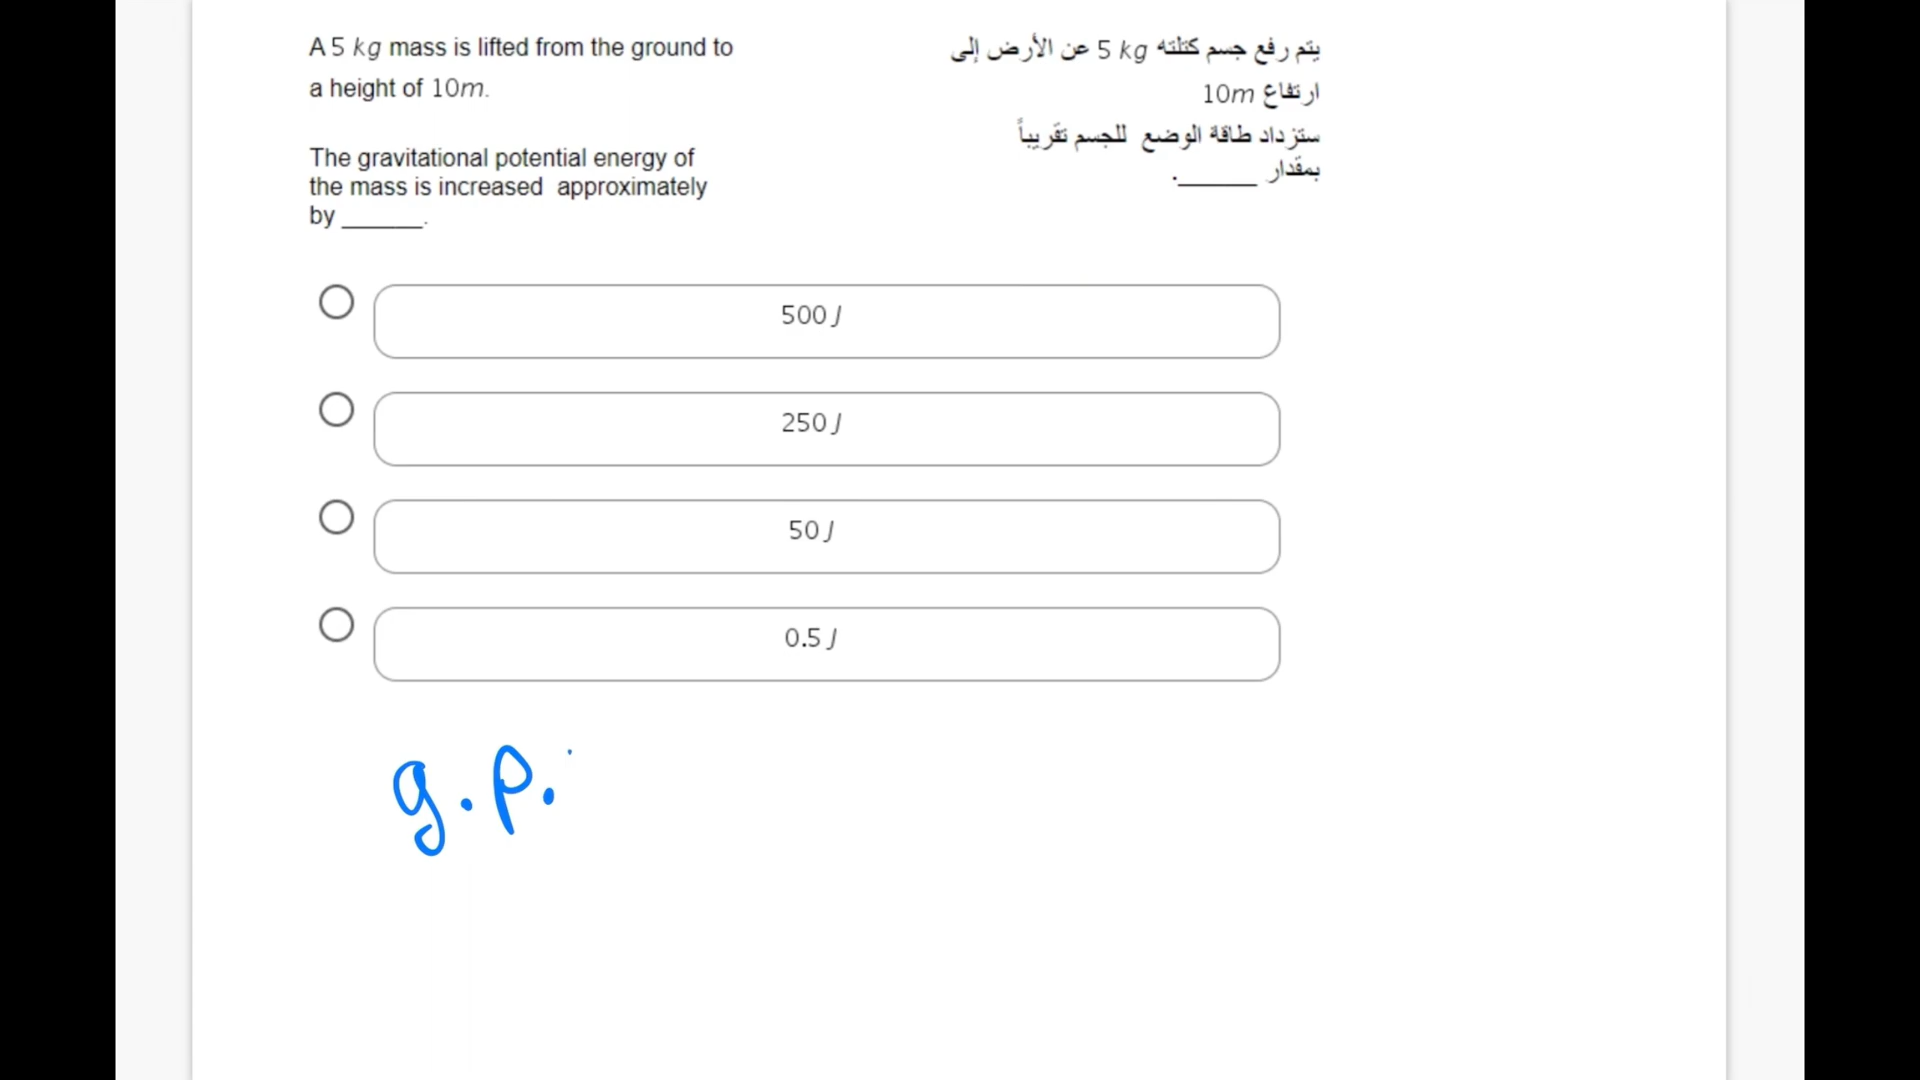 A 5 kg mass is lifted from the ground to
a height of 10m.
The gravitational potential energy of
the mass is increased approximately
by ______.
يتم رفع جسم كتلته 5 kg عن الأرض إلى
ارتفاع 10m
ستزداد طاقة الوضع للجسم تقريباً
بمقدار ______.
500 J
250 J
50 J
0.5 J
g.p.